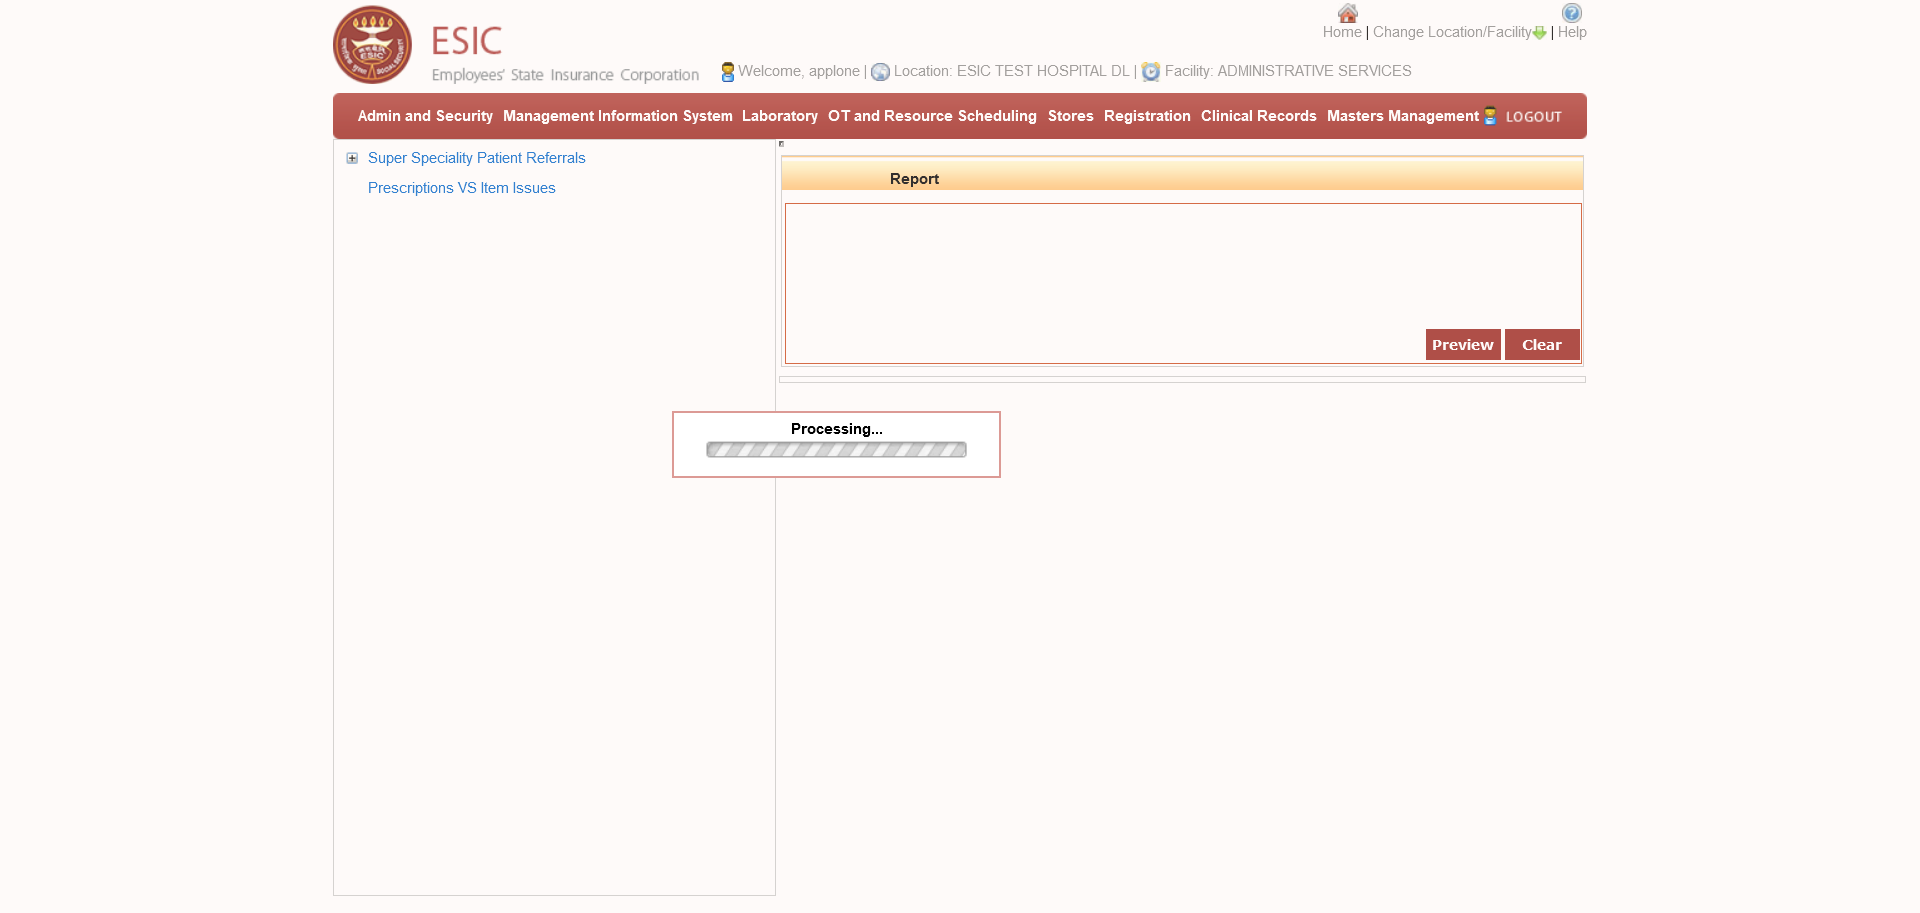 ESIC
Employees' State Insurance Corporation
Home | Change Location/Facility | Help
Welcome, applone | Location: ESIC TEST HOSPITAL DL | Facility: ADMINISTRATIVE SERVICES
Admin and Security Management Information System Laboratory OT and Resource Scheduling Stores Registration Clinical Records Masters Management LOGOUT
Super Speciality Patient Referrals
Prescriptions VS Item Issues
Report
Preview Clear
Processing...